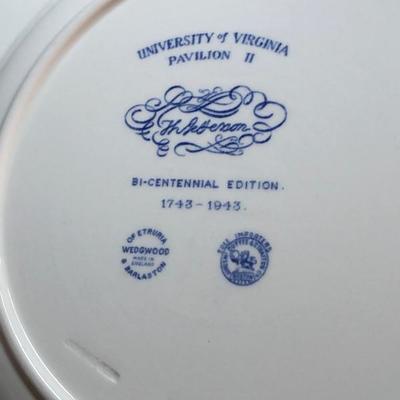 UNIVERSITY of VIRGINIA
PAVILION II
Th Jefferson
BI-CENTENNIAL EDITION.
1743-1943.
OF ETRURIA
WEDGWOOD
MADE IN
ENGLAND
& BARLASTON
SOLE IMPORTERS